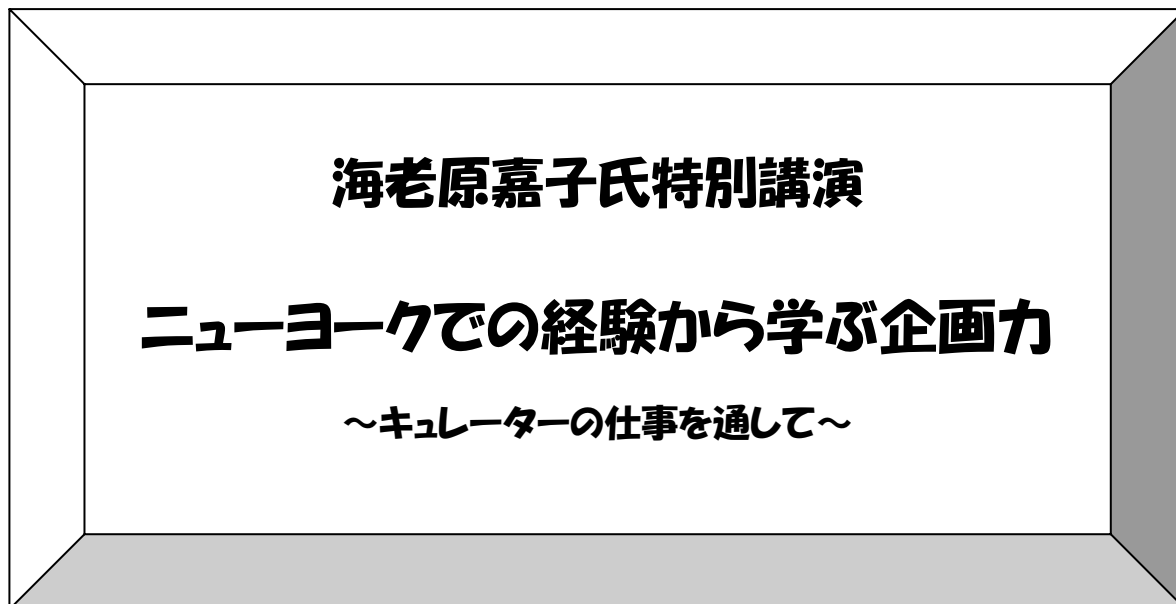 海老原嘉子氏特別講演
ニューヨークでの経験から学ぶ企画力
～キュレーターの仕事を通して～